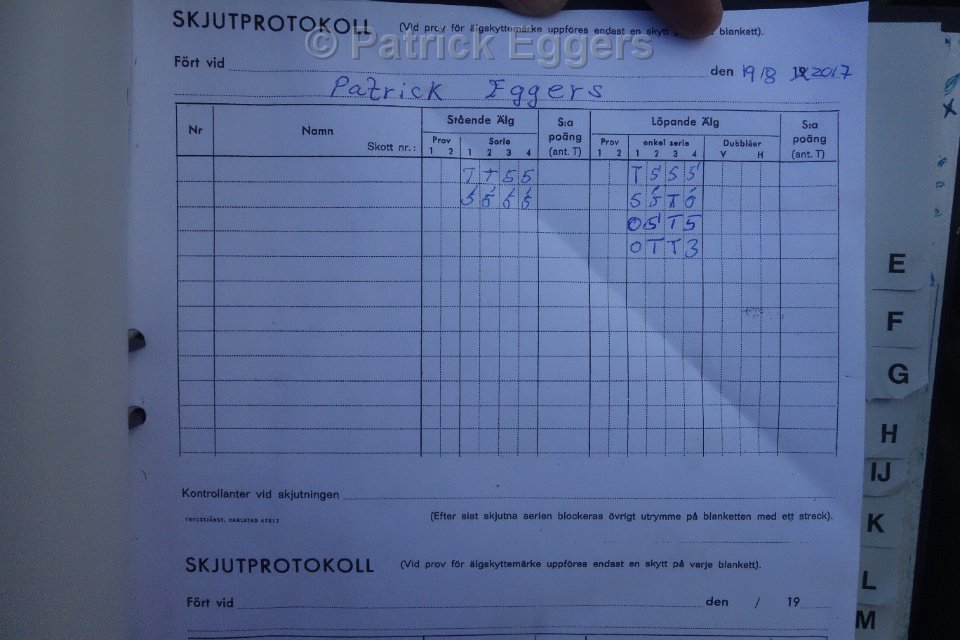 SKJUTPROTOKOLL (Vid prov för älgskyttemärke uppföres endast en skytt på varje blankett).
© Patrick Eggers
Fört vid den 19/8 19 2017
Patrick Eggers
Nr Namn Stående Älg S:a poäng (ant. T) Löpande Älg S:a poäng (ant. T)
Skott nr.: Prov Serie Prov enkel serie Dubbléer
1 2 1 2 3 4 1 2 1 2 3 4 V H
T T 5 5 T 5 5 5
5 5 5 5 5 5 T 5
0 5 T 5
0 T T 3
Kontrollanter vid skjutningen
TRYCKTJÄNST, KARLSTAD
(Efter sist skjutna serien blockeras övrigt utrymme på blanketten med ett streck).
SKJUTPROTOKOLL (Vid prov för älgskyttemärke uppföres endast en skytt på varje blankett).
Fört vid den / 19
E
F
G
H
IJ
K
L
M